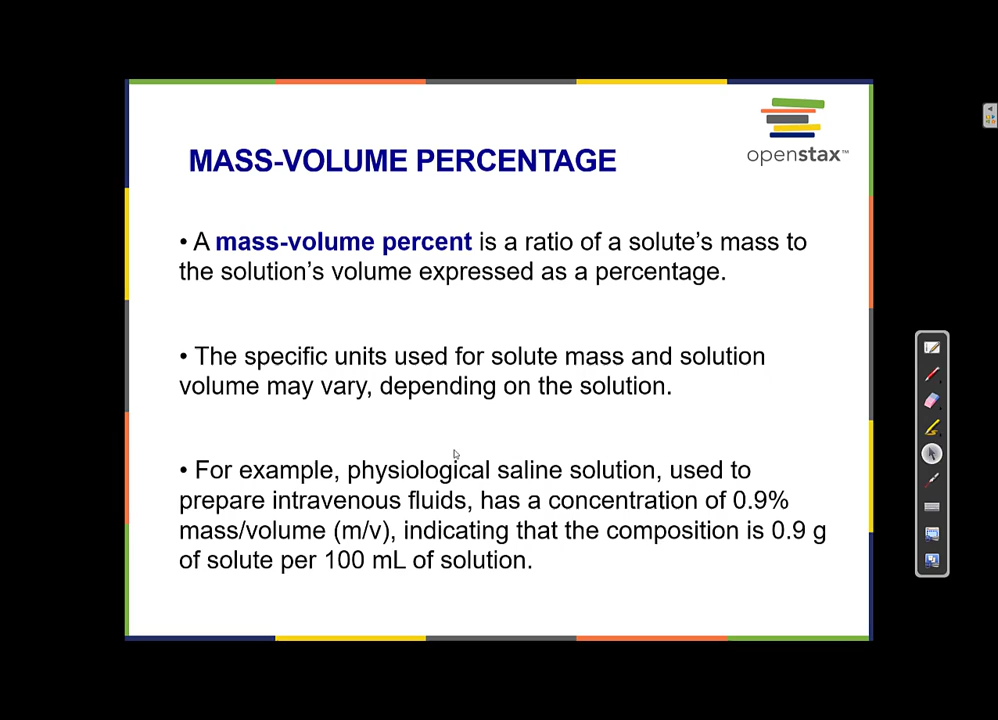 openstax™
MASS-VOLUME PERCENTAGE
• A mass-volume percent is a ratio of a solute’s mass to
the solution’s volume expressed as a percentage.
• The specific units used for solute mass and solution
volume may vary, depending on the solution.
• For example, physiological saline solution, used to
prepare intravenous fluids, has a concentration of 0.9%
mass/volume (m/v), indicating that the composition is 0.9 g
of solute per 100 mL of solution.